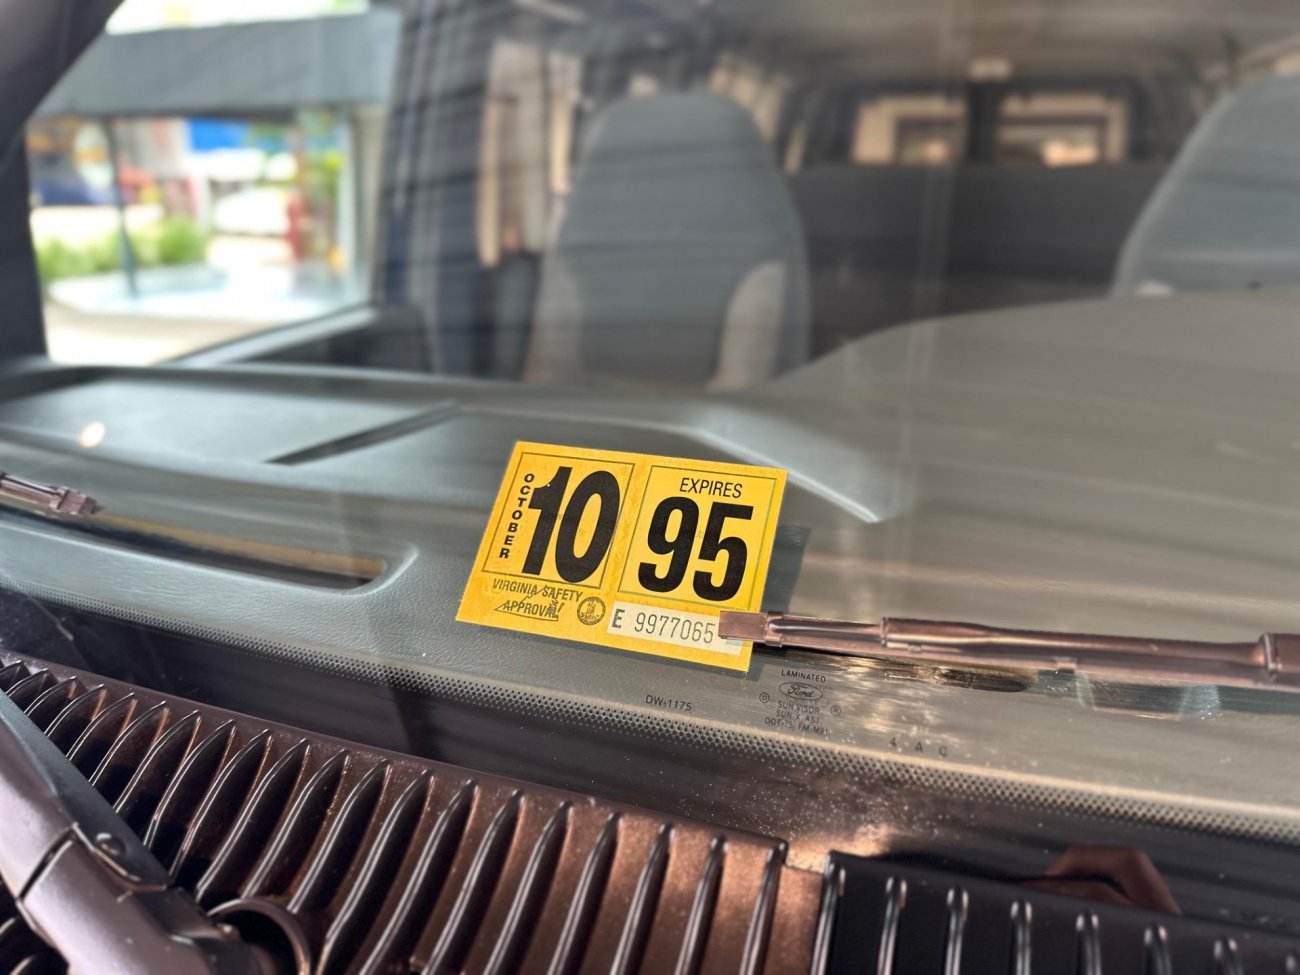 OCTOBER
10
EXPIRES
95
VIRGINIA SAFETY
APPROVAL
E 9977065
LAMINATED
Ford
SUN VISOR
DW-1175